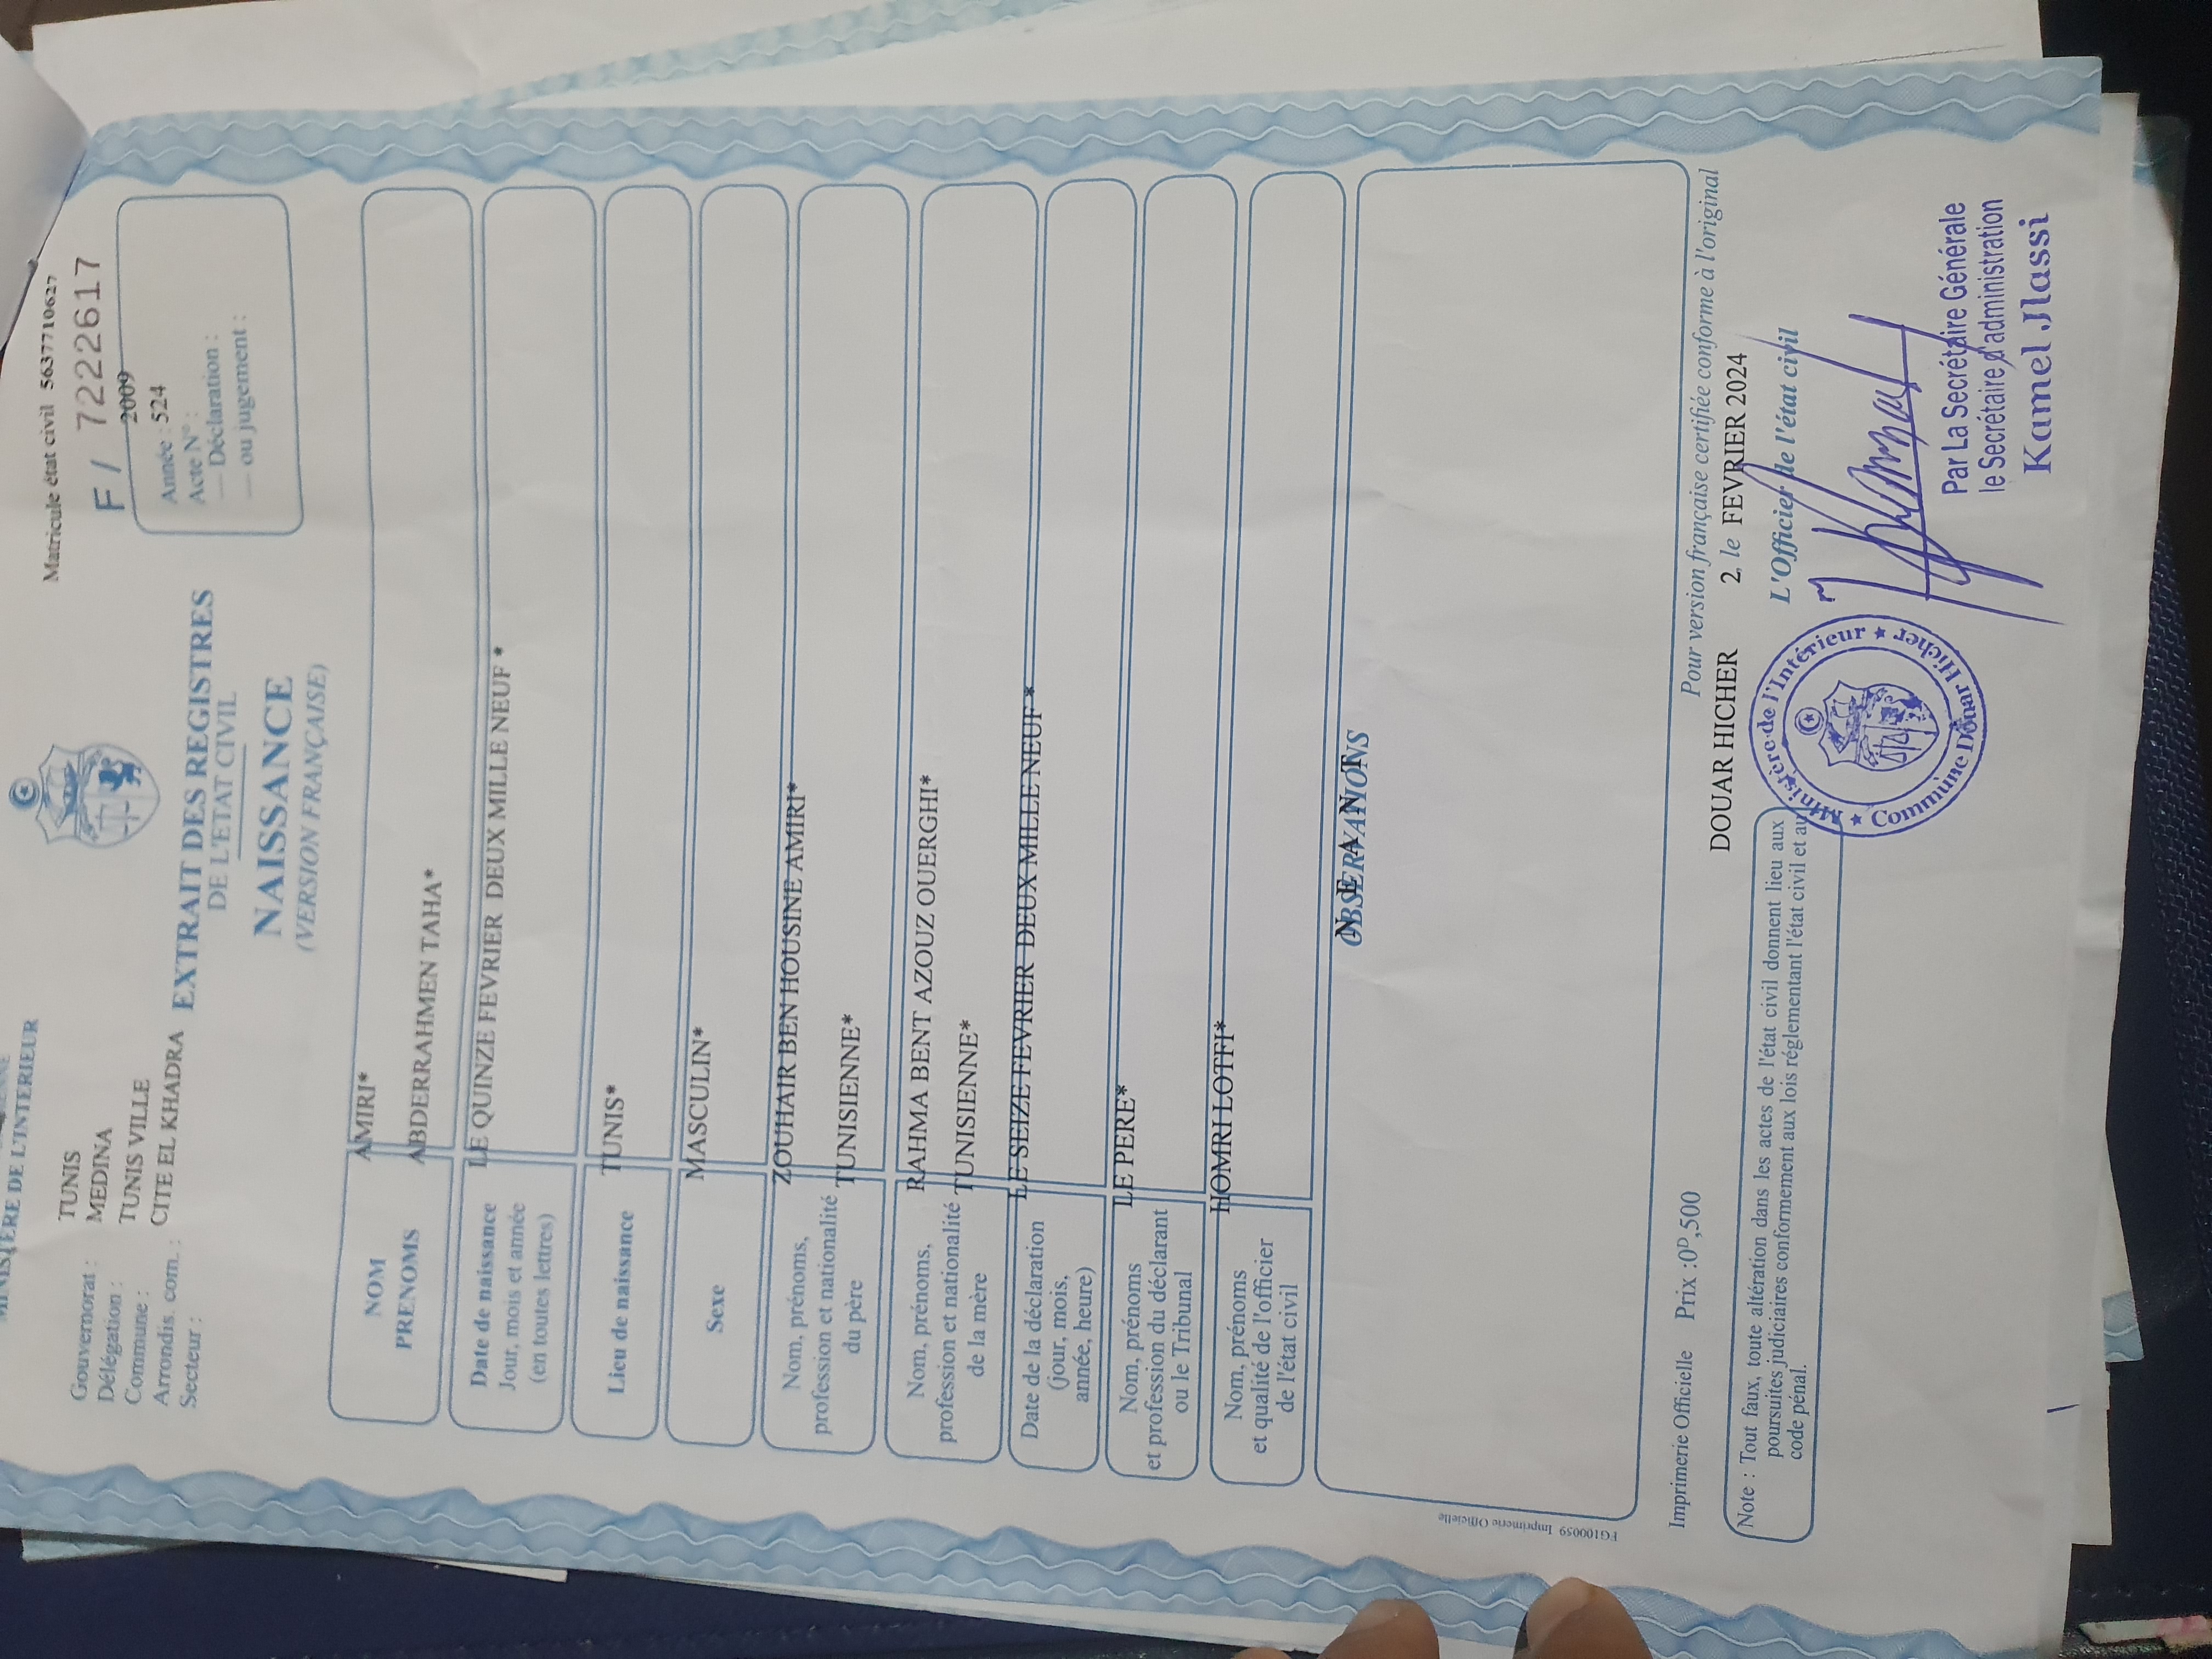 MINISTERE DE L'INTERIEUR
Gouvernorat : TUNIS
Délégation : MEDINA
Commune : TUNIS VILLE
Arrondis. com. : CITE EL KHADRA
Secteur :
Matricule état civil 5637710627
F / 7222617
2009
Année : 524
Acte N° :
— Déclaration :
— ou jugement :
EXTRAIT DES REGISTRES
DE L'ETAT CIVIL
NAISSANCE
(VERSION FRANÇAISE)
NOM AMIRI*
PRENOMS ABDERRAHMEN TAHA*
Date de naissance LE QUINZE FEVRIER DEUX MILLE NEUF *
Jour, mois et année
(en toutes lettres)
Lieu de naissance TUNIS*
Sexe MASCULIN*
Nom, prénoms, ZOUHAIR BEN HOUSINE AMIRI*
profession et nationalité TUNISIENNE*
du père
Nom, prénoms, RAHMA BENT AZOUZ OUERGHI*
profession et nationalité TUNISIENNE*
de la mère
Date de la déclaration LE SEIZE FEVRIER DEUX MILLE NEUF *
(jour, mois,
année, heure)
Nom, prénoms LE PERE*
et profession du déclarant
ou le Tribunal
Nom, prénoms HOMRI LOTFI*
et qualité de l'officier
de l'état civil
OBSERVATIONS
N E A N T
FG100059 Imprimerie Officielle
Imprimerie Officielle Prix :0D,500
Pour version française certifiée conforme à l'original
DOUAR HICHER 2, le FEVRIER 2024
L'Officier de l'état civil
Note : Tout faux, toute altération dans les actes de l'état civil donnent lieu aux
poursuites judiciaires conformement aux lois réglementant l'état civil et au
code pénal.
Ministère de l'Intérieur
Commune Douar Hicher
Par La Secrétaire Générale
le Secrétaire d'administration
Kamel Jlassi